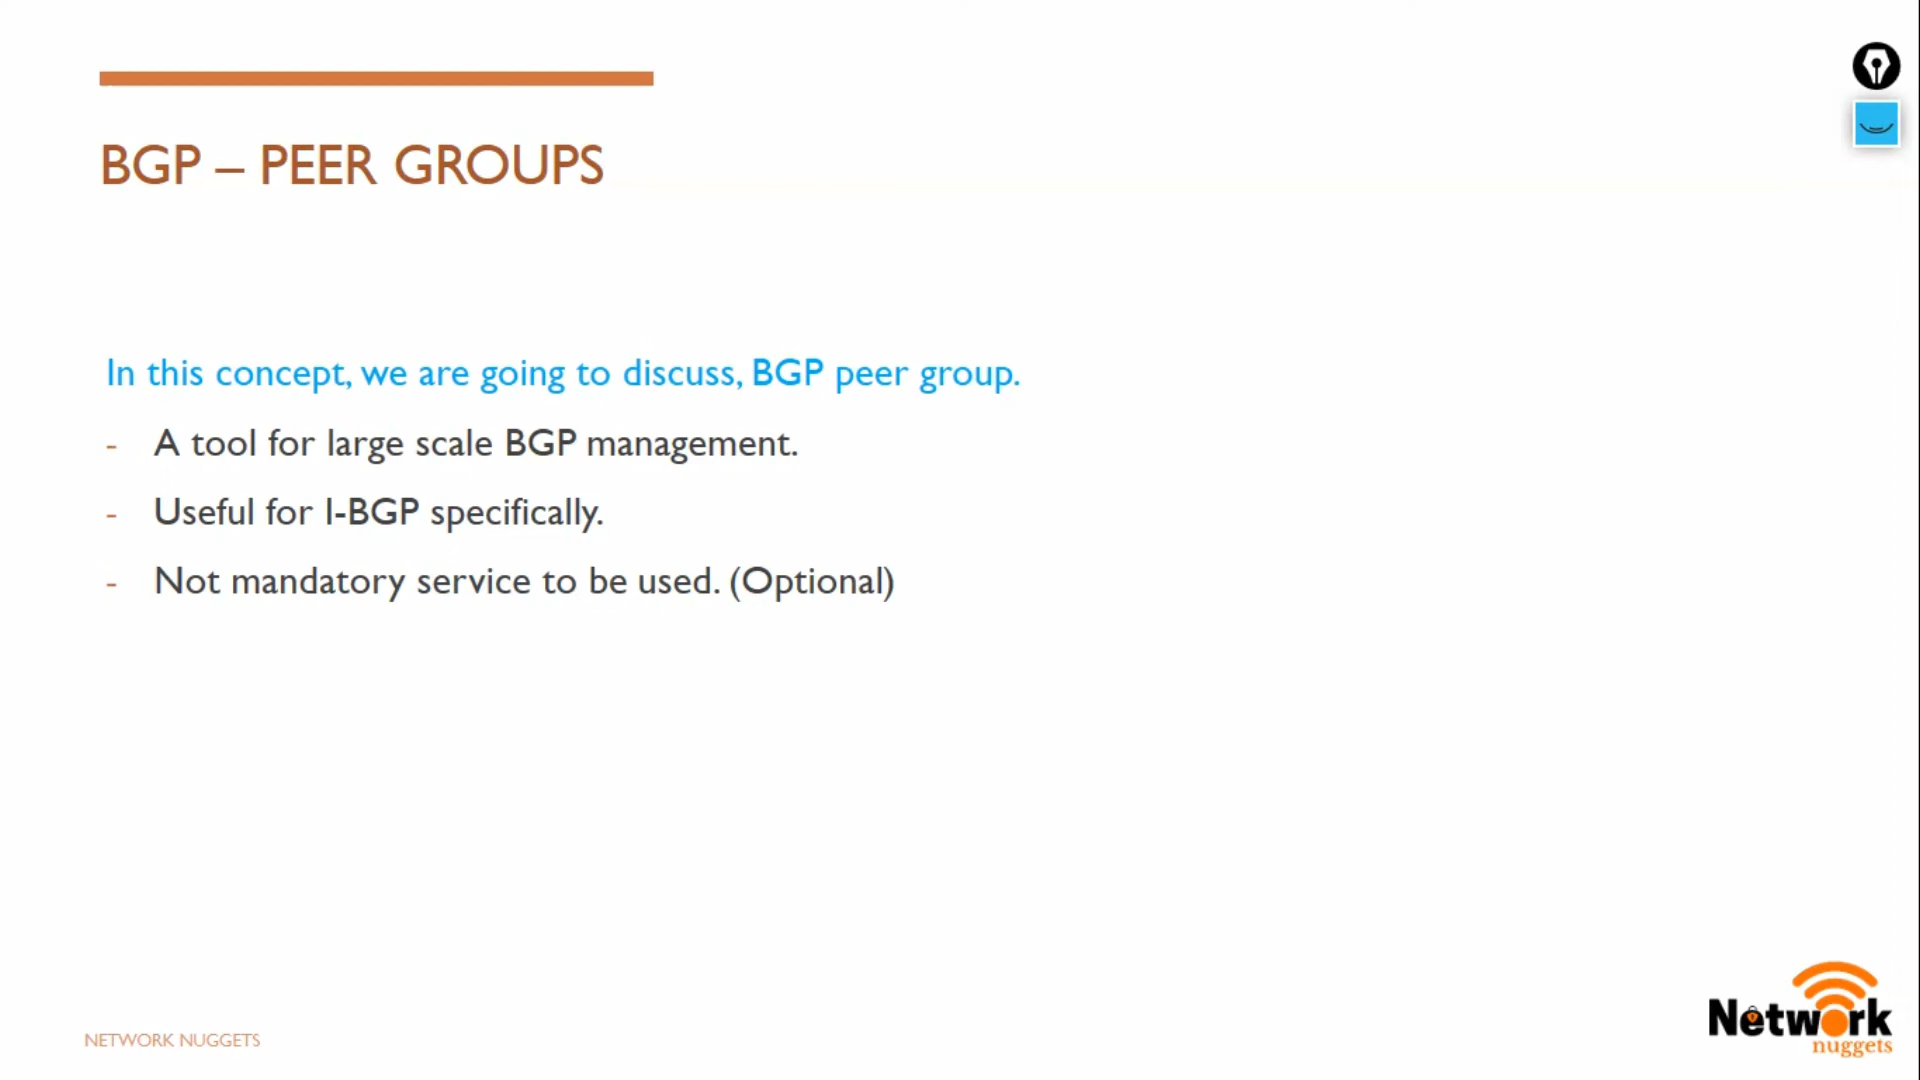 BGP – PEER GROUPS
In this concept, we are going to discuss, BGP peer group.
- A tool for large scale BGP management.
- Useful for I-BGP specifically.
- Not mandatory service to be used. (Optional)
NETWORK NUGGETS
Network
nuggets